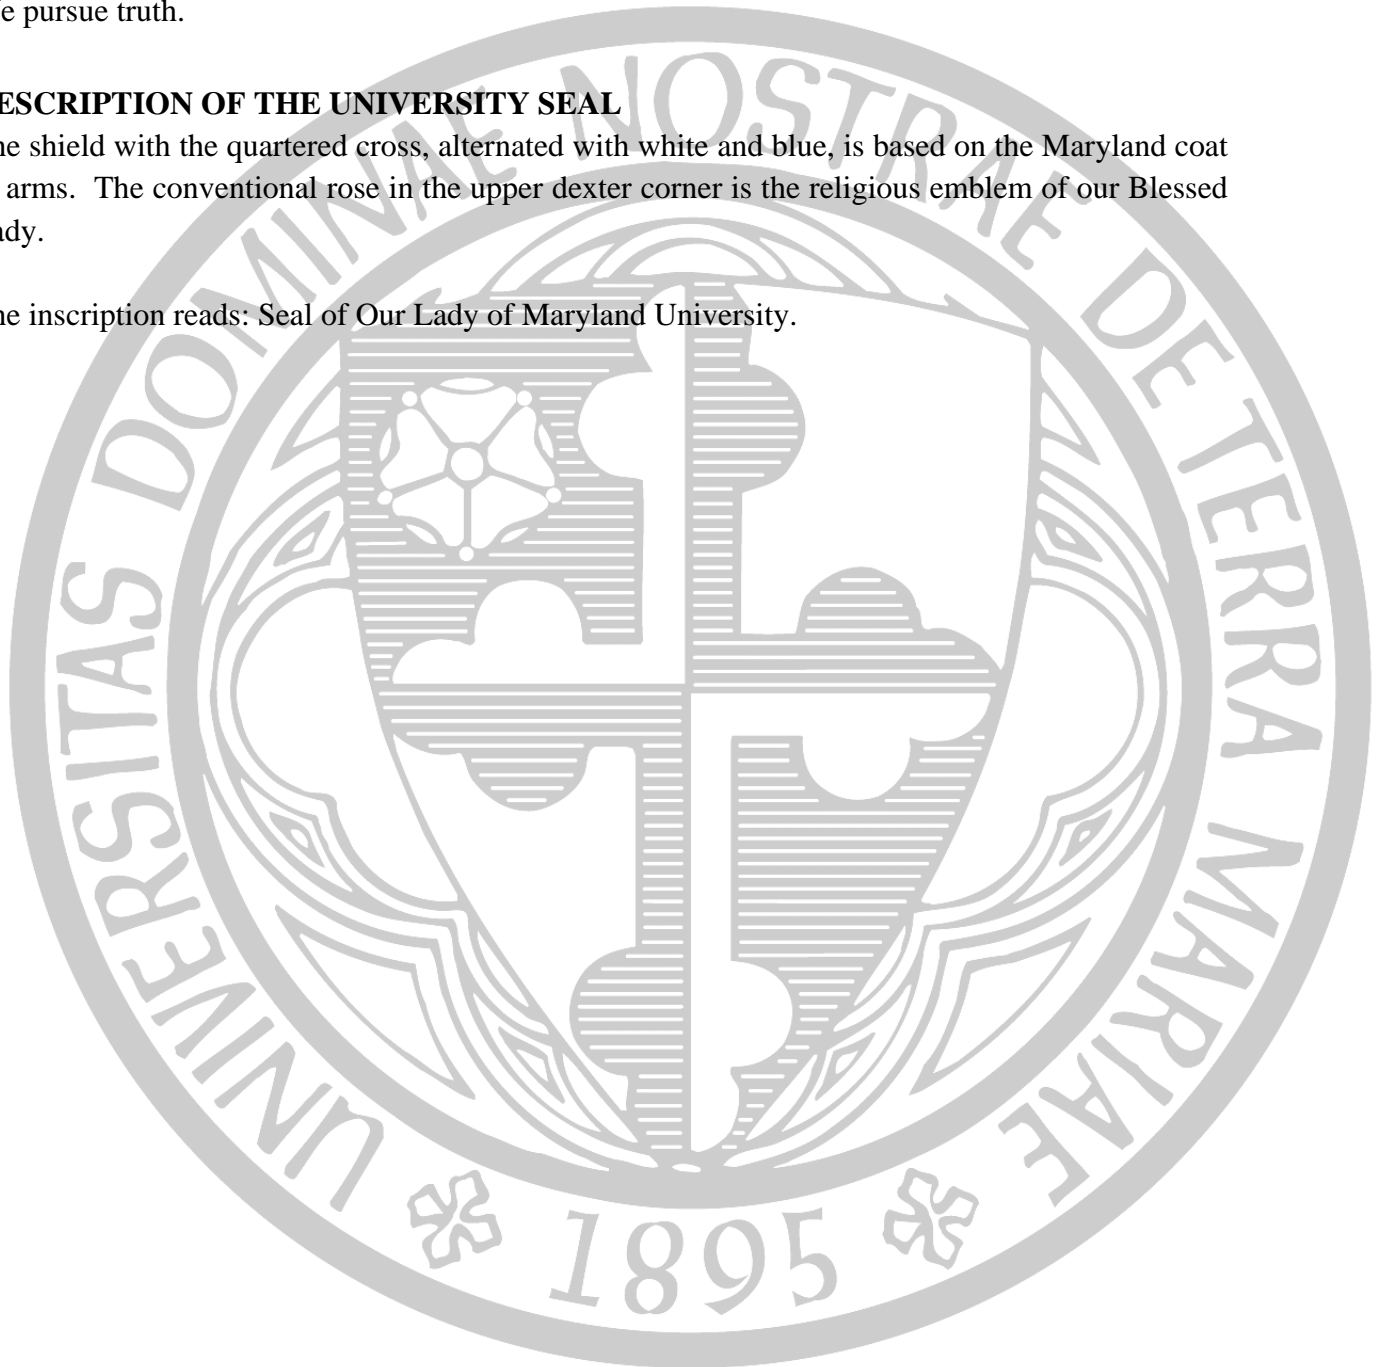 e pursue truth.
ESCRIPTION OF THE UNIVERSITY SEAL
he shield with the quartered cross, alternated with white and blue, is based on the Maryland coat
arms. The conventional rose in the upper dexter corner is the religious emblem of our Blessed
ady.
he inscription reads: Seal of Our Lady of Maryland University.
UNIVERSITAS DOMINAE NOSTRAE DE TERRA MARIAE
1895